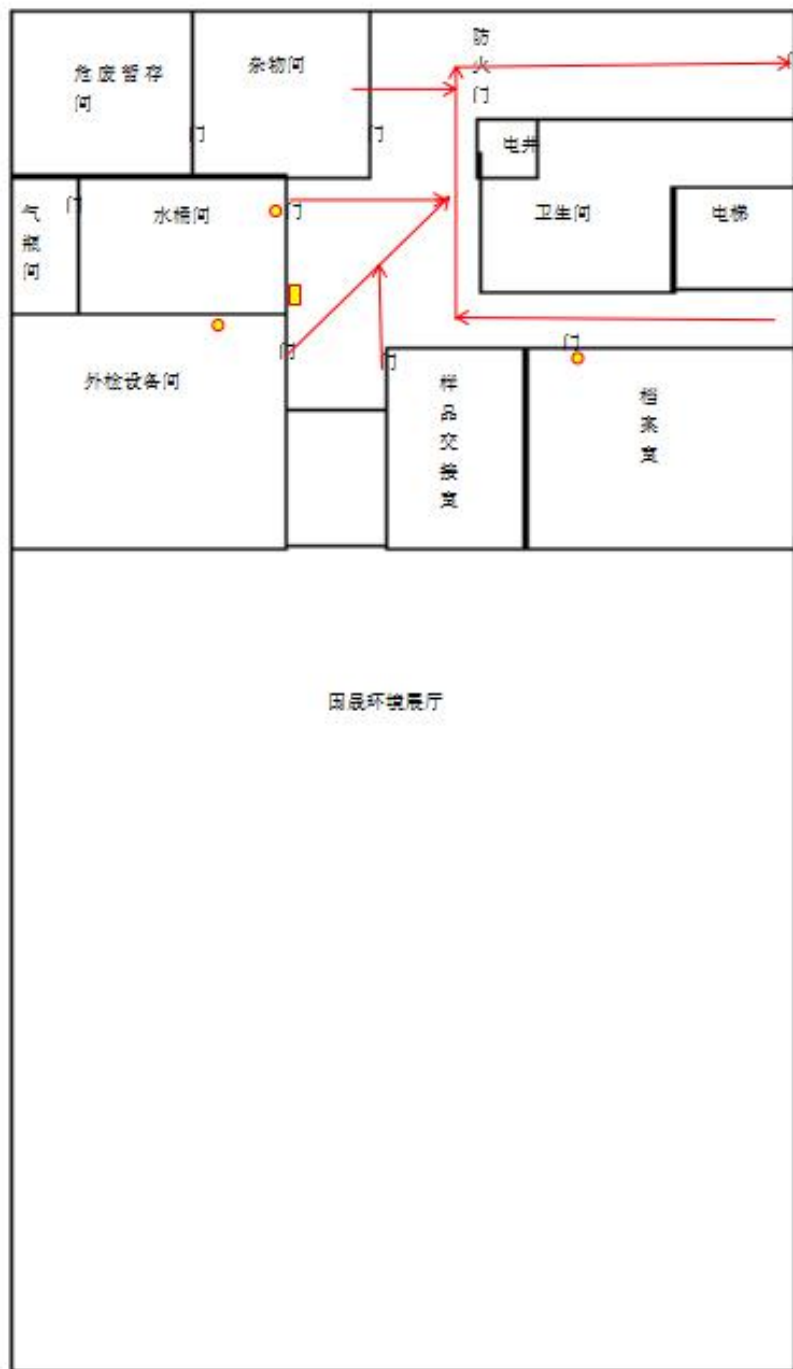 危废暂存
间
杂物间
防
火
门
门
门
门
电井
气
瓶
间
门
水桶间
门
卫生间
电梯
外检设备间
门
门
门
样
品
交
接
室
档
案
室
国晟环境展厅